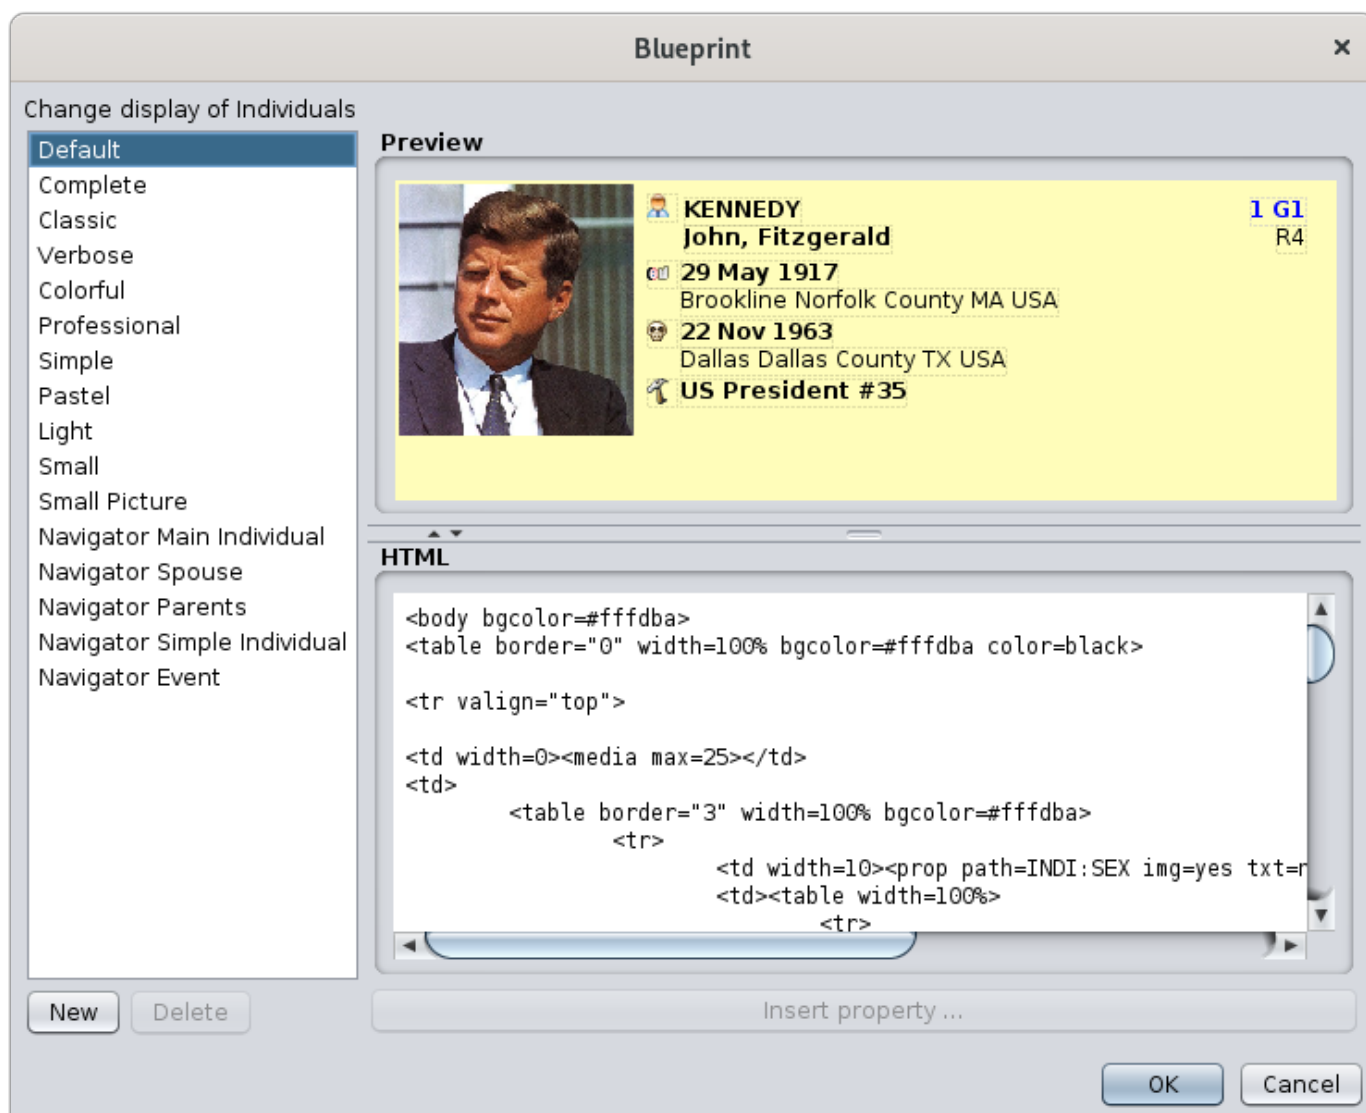 Blueprint
Change display of Individuals
Default
Complete
Classic
Verbose
Colorful
Professional
Simple
Pastel
Light
Small
Small Picture
Navigator Main Individual
Navigator Spouse
Navigator Parents
Navigator Simple Individual
Navigator Event
New
Delete
Preview
KENNEDY
1 G1
John, Fitzgerald
R4
29 May 1917
Brookline Norfolk County MA USA
22 Nov 1963
Dallas Dallas County TX USA
US President #35
HTML
<body bgcolor=#fffdba>
<table border="0" width=100% bgcolor=#fffdba color=black>
<tr valign="top">
<td width=0><media max=25></td>
<td>
<table border="3" width=100% bgcolor=#fffdba>
<tr>
<td width=10><prop path=INDI:SEX img=yes txt=
<td><table width=100%>
<tr>
Insert property ...
OK
Cancel